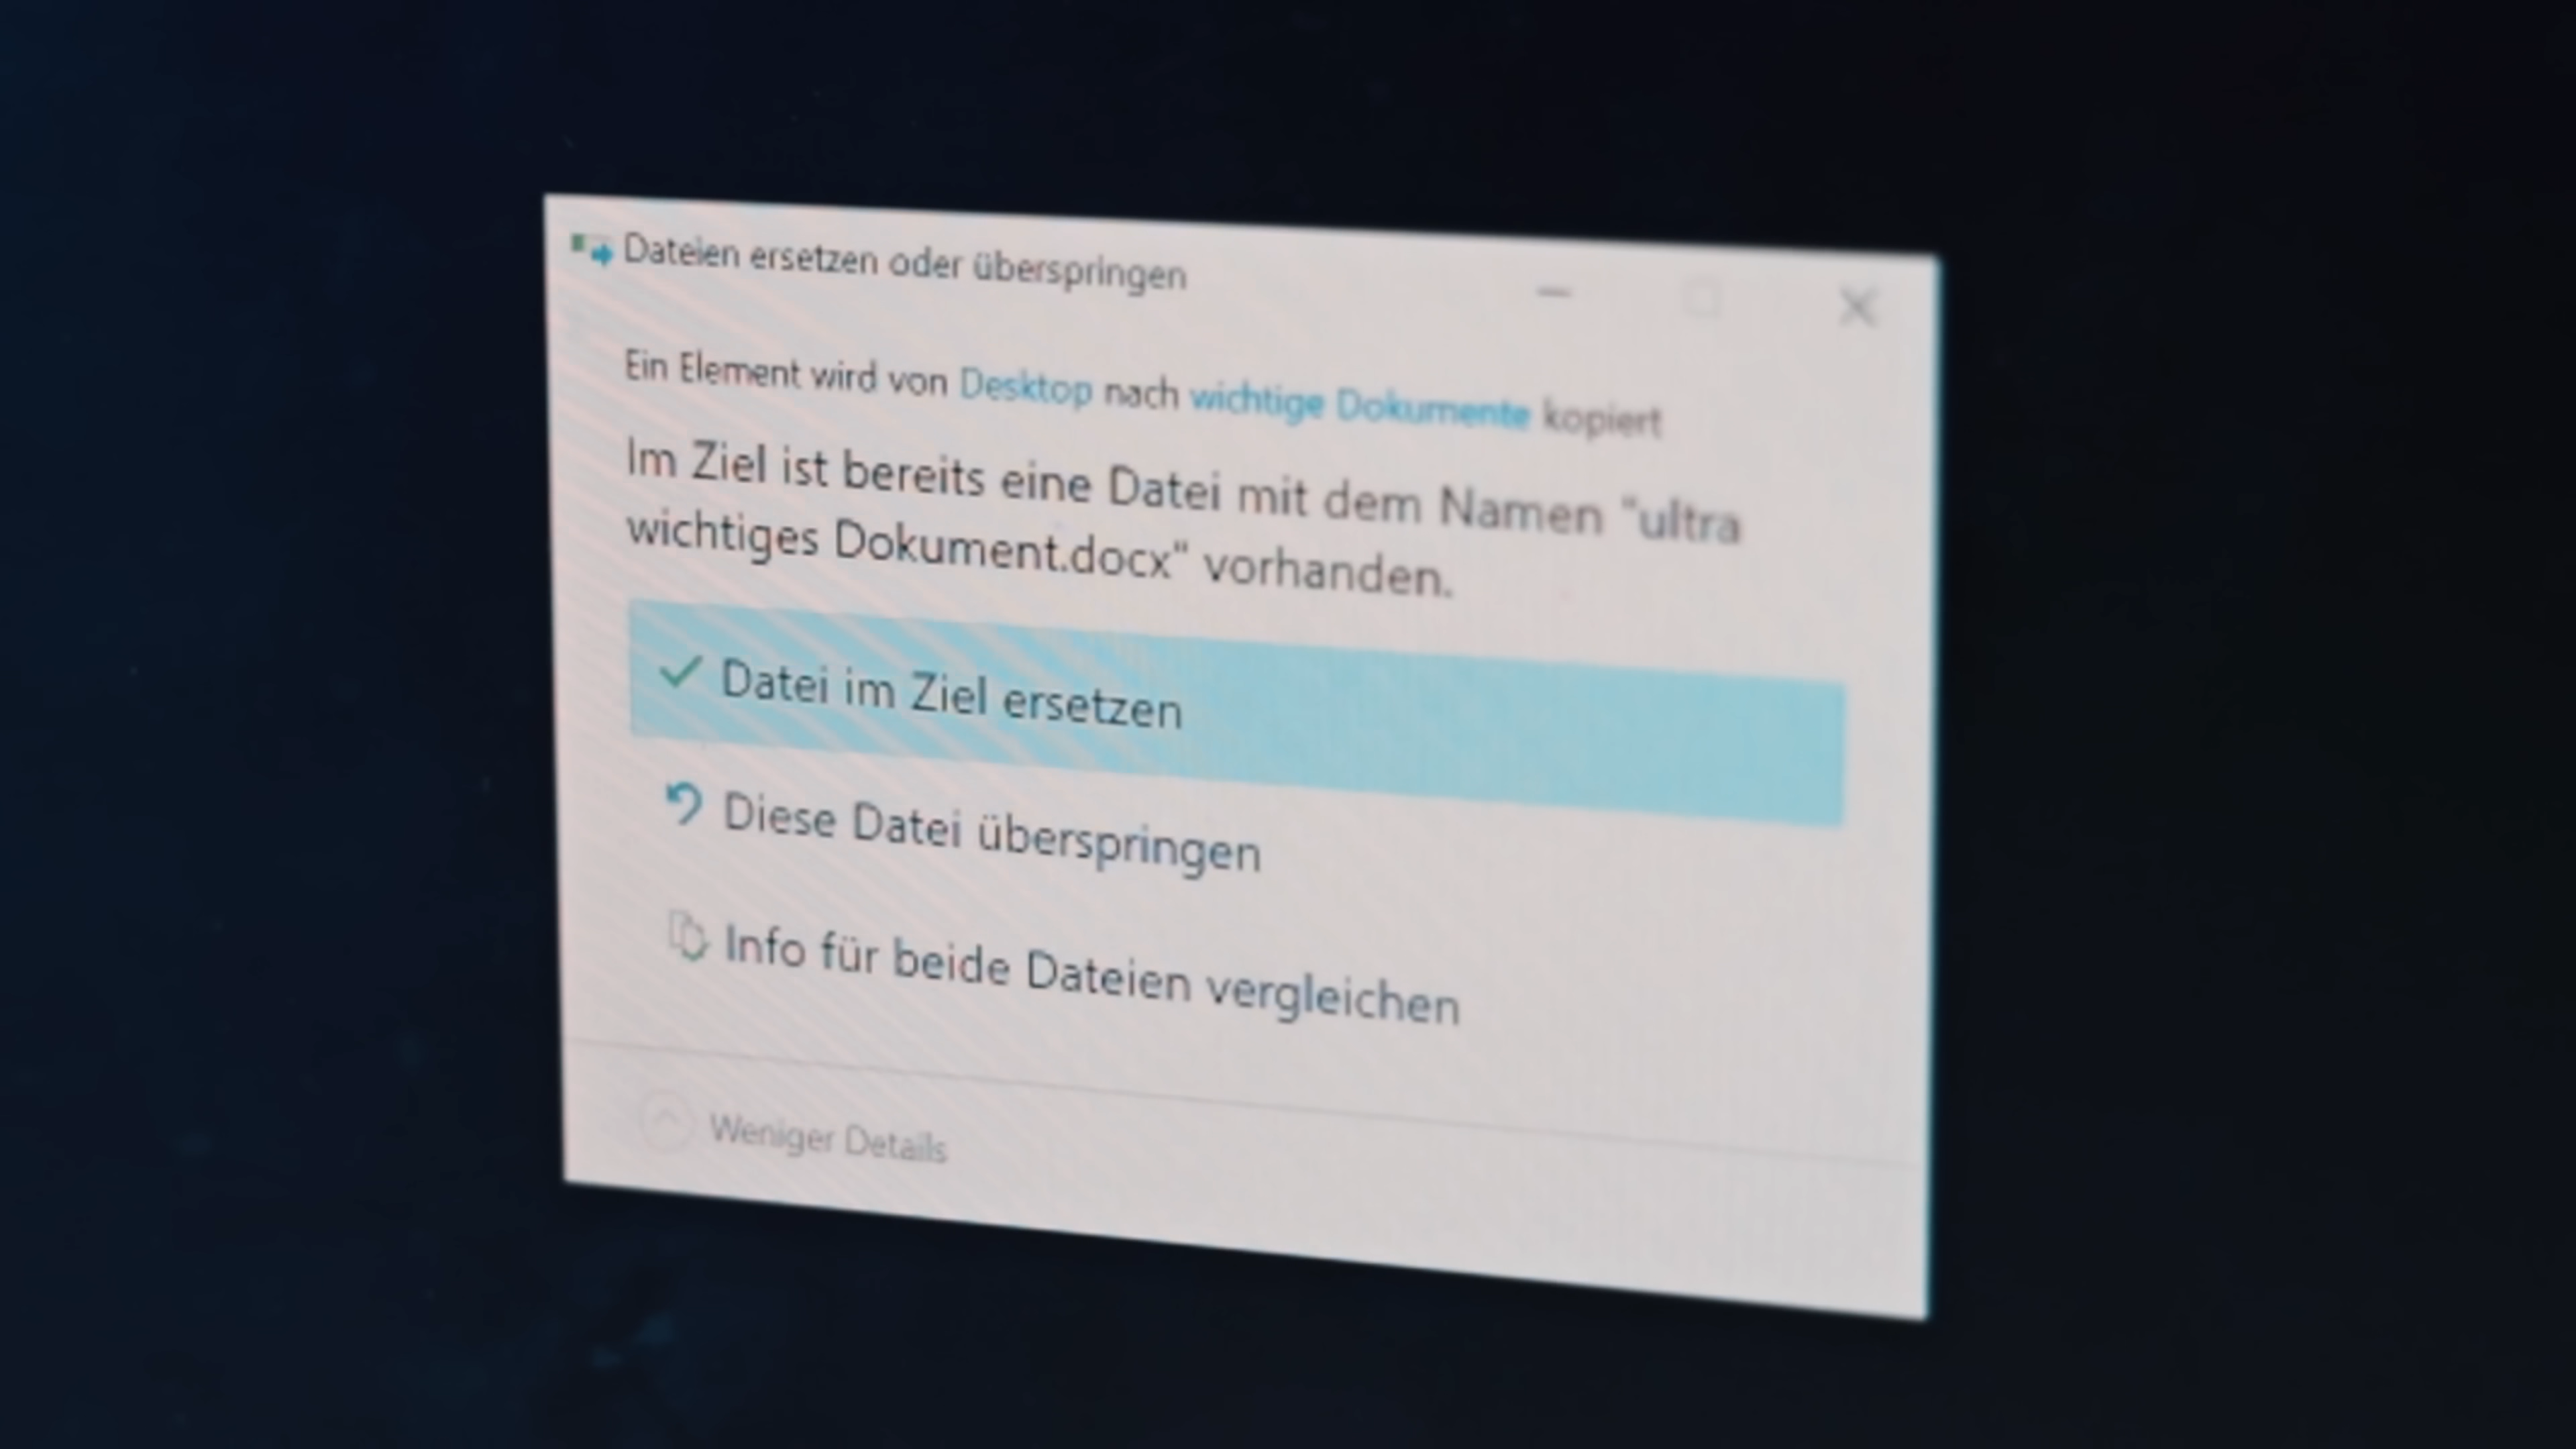 Dateien ersetzen oder überspringen
Ein Element wird von Desktop nach wichtige Dokumente kopiert
Im Ziel ist bereits eine Datei mit dem Namen "ultra
wichtiges Dokument.docx" vorhanden.
Datei im Ziel ersetzen
Diese Datei überspringen
Info für beide Dateien vergleichen
Weniger Details